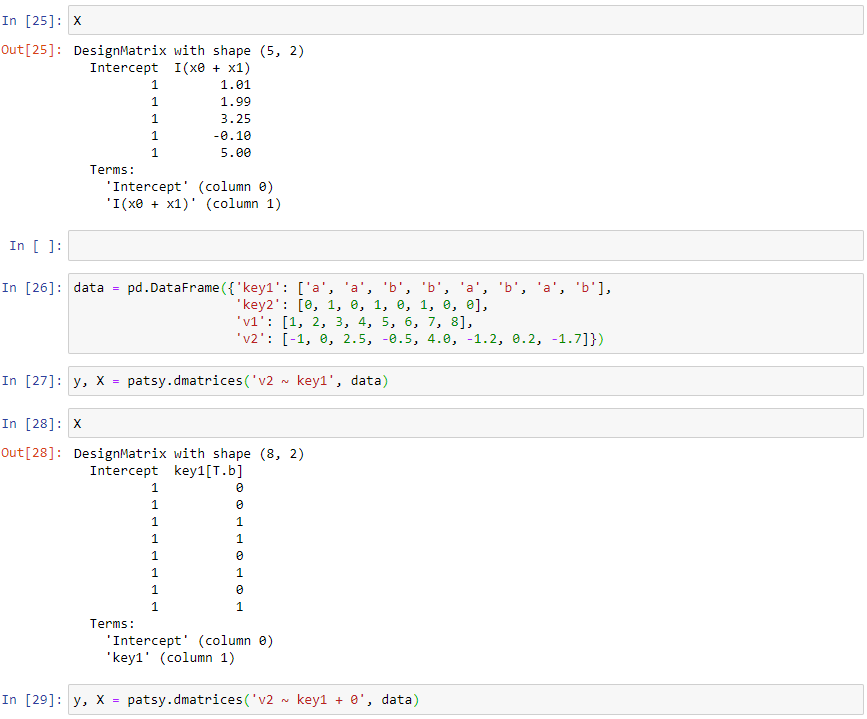 In [25]: X
Out[25]: DesignMatrix with shape (5, 2)
  Intercept  I(x0 + x1)
          1        1.01
          1        1.99
          1        3.25
          1       -0.10
          1        5.00
  Terms:
    'Intercept' (column 0)
    'I(x0 + x1)' (column 1)
In [ ]:
In [26]: data = pd.DataFrame({'key1': ['a', 'a', 'b', 'b', 'a', 'b', 'a', 'b'],
                     'key2': [0, 1, 0, 1, 0, 1, 0, 0],
                     'v1': [1, 2, 3, 4, 5, 6, 7, 8],
                     'v2': [-1, 0, 2.5, -0.5, 4.0, -1.2, 0.2, -1.7]})
In [27]: y, X = patsy.dmatrices('v2 ~ key1', data)
In [28]: X
Out[28]: DesignMatrix with shape (8, 2)
  Intercept  key1[T.b]
          1          0
          1          0
          1          1
          1          1
          1          0
          1          1
          1          0
          1          1
  Terms:
    'Intercept' (column 0)
    'key1' (column 1)
In [29]: y, X = patsy.dmatrices('v2 ~ key1 + 0', data)